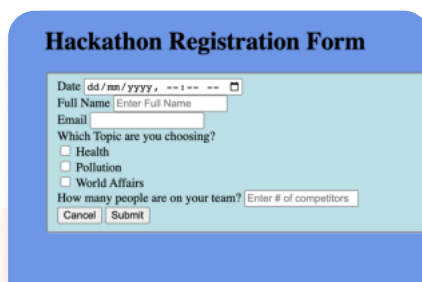 Hackathon Registration Form
Date dd/mm/yyyy, --:-- --
Full Name Enter Full Name
Email
Which Topic are you choosing?
Health
Pollution
World Affairs
How many people are on your team? Enter # of competitors
Cancel Submit